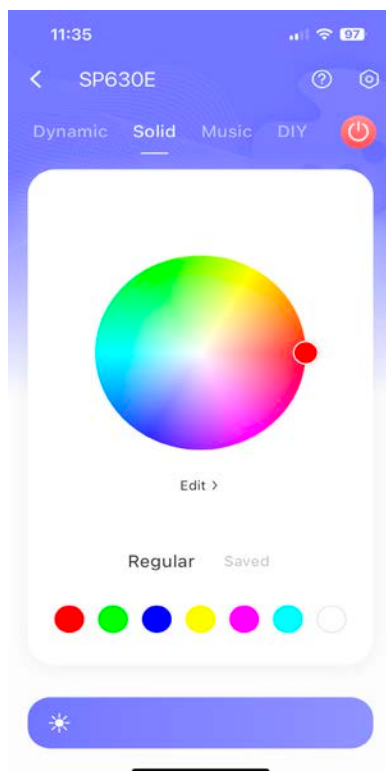 11:35
97
SP630E
Dynamic Solid Music DIY
Edit >
Regular Saved